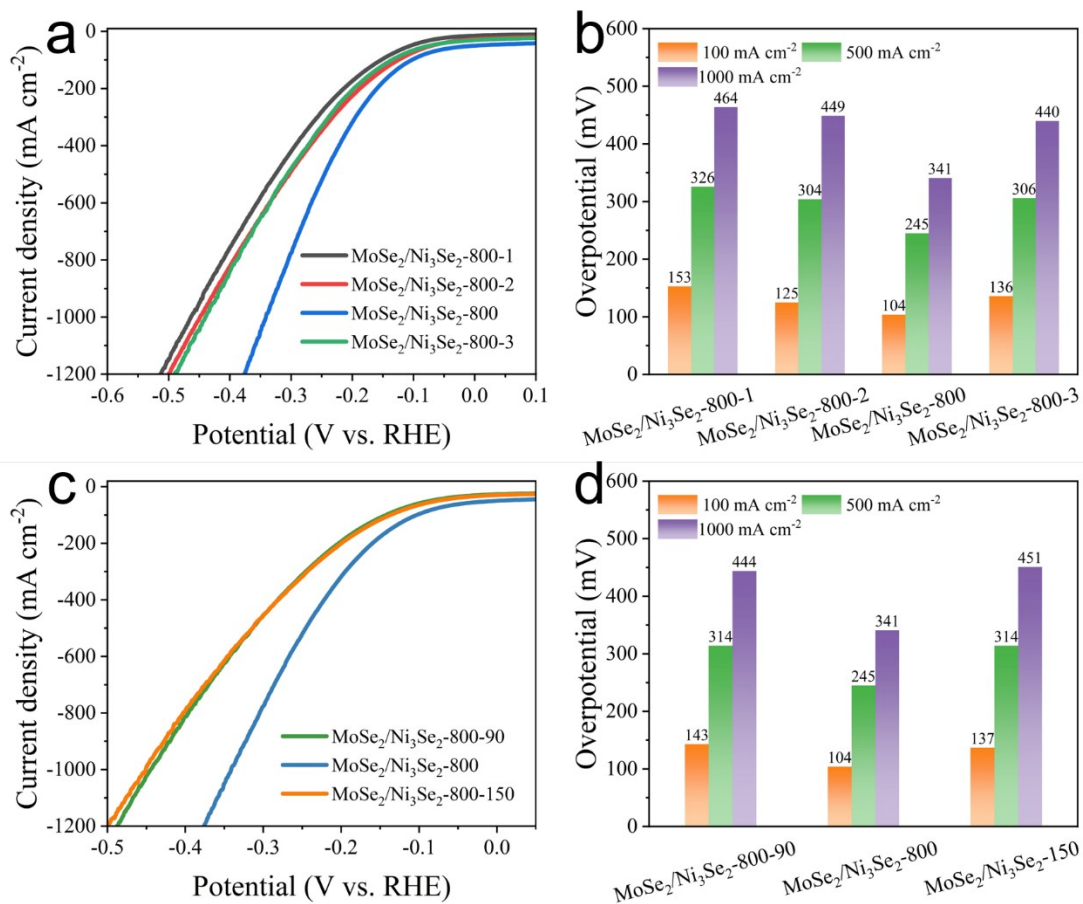 a
0
-200
-400
-600
-800
-1000
-1200
Current density (mA cm⁻²)
MoSe₂/Ni₃Se₂-800-1
MoSe₂/Ni₃Se₂-800-2
MoSe₂/Ni₃Se₂-800
MoSe₂/Ni₃Se₂-800-3
-0.6 -0.5 -0.4 -0.3 -0.2 -0.1 0.0 0.1
Potential (V vs. RHE)
b
600
500
400
300
200
100
0
Overpotential (mV)
100 mA cm⁻² 500 mA cm⁻²
1000 mA cm⁻²
153 326 464
125 304 449
104 245 341
136 306 440
MoSe₂/Ni₃Se₂-800-1
MoSe₂/Ni₃Se₂-800-2
MoSe₂/Ni₃Se₂-800
MoSe₂/Ni₃Se₂-800-3
c
0
-200
-400
-600
-800
-1000
-1200
Current density (mA cm⁻²)
MoSe₂/Ni₃Se₂-800-90
MoSe₂/Ni₃Se₂-800
MoSe₂/Ni₃Se₂-800-150
-0.5 -0.4 -0.3 -0.2 -0.1 0.0
Potential (V vs. RHE)
d
600
500
400
300
200
100
0
Overpotential (mV)
100 mA cm⁻² 500 mA cm⁻²
1000 mA cm⁻²
143 314 444
104 245 341
137 314 451
MoSe₂/Ni₃Se₂-800-90
MoSe₂/Ni₃Se₂-800
MoSe₂/Ni₃Se₂-150